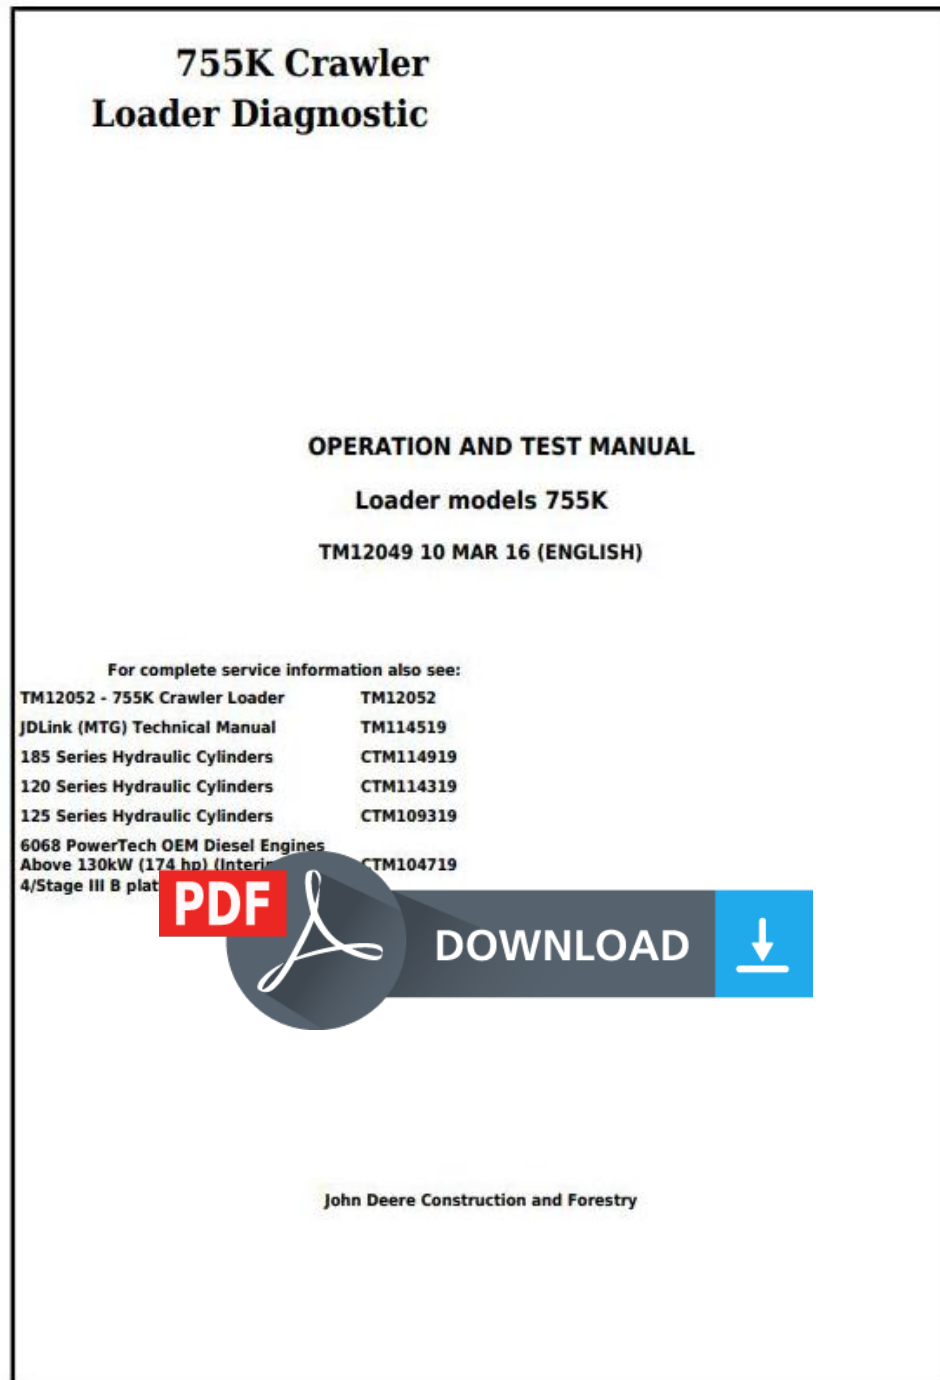 755K Crawler
Loader Diagnostic
OPERATION AND TEST MANUAL
Loader models 755K
TM12049 10 MAR 16 (ENGLISH)
For complete service information also see:
TM12052 - 755K Crawler Loader TM12052
JDLink (MTG) Technical Manual TM114519
185 Series Hydraulic Cylinders CTM114919
120 Series Hydraulic Cylinders CTM114319
125 Series Hydraulic Cylinders CTM109319
6068 PowerTech OEM Diesel Engines
Above 130kW (174 hp) CTM104719
4/Stage III B
PDF
DOWNLOAD
John Deere Construction and Forestry